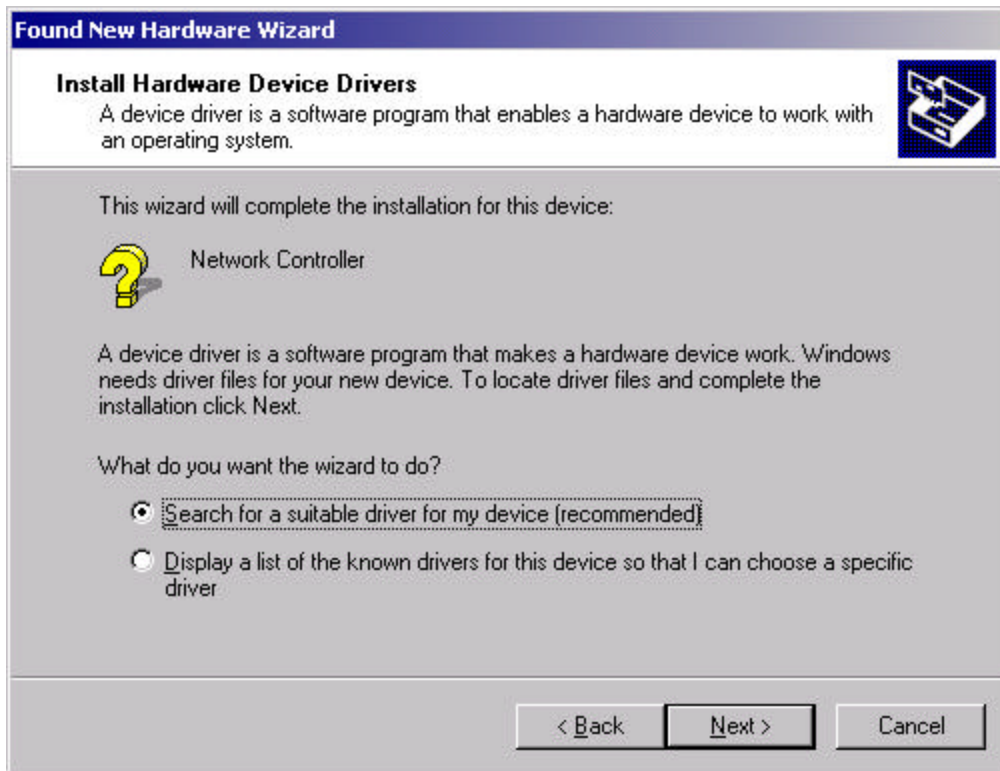 Found New Hardware Wizard
Install Hardware Device Drivers
A device driver is a software program that enables a hardware device to work with
an operating system.
This wizard will complete the installation for this device:
Network Controller
A device driver is a software program that makes a hardware device work. Windows
needs driver files for your new device. To locate driver files and complete the
installation click Next.
What do you want the wizard to do?
Search for a suitable driver for my device (recommended)
Display a list of the known drivers for this device so that I can choose a specific
driver
< Back Next > Cancel